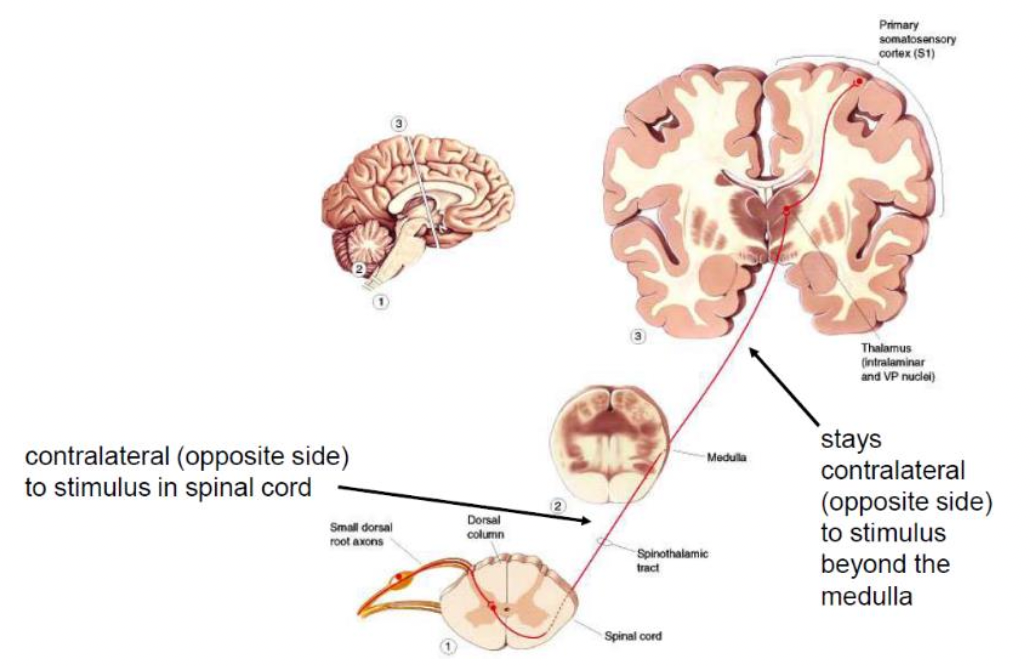 Primary
somatosensory
cortex (S1)
3
2
1
3
Thalamus
(intralaminar
and VP nuclei)
stays
contralateral
(opposite side)
to stimulus
beyond the
medulla
contralateral (opposite side)
to stimulus in spinal cord
Medulla
2
Small dorsal
root axons
Dorsal
column
Spinothalamic
tract
Spinal cord
1